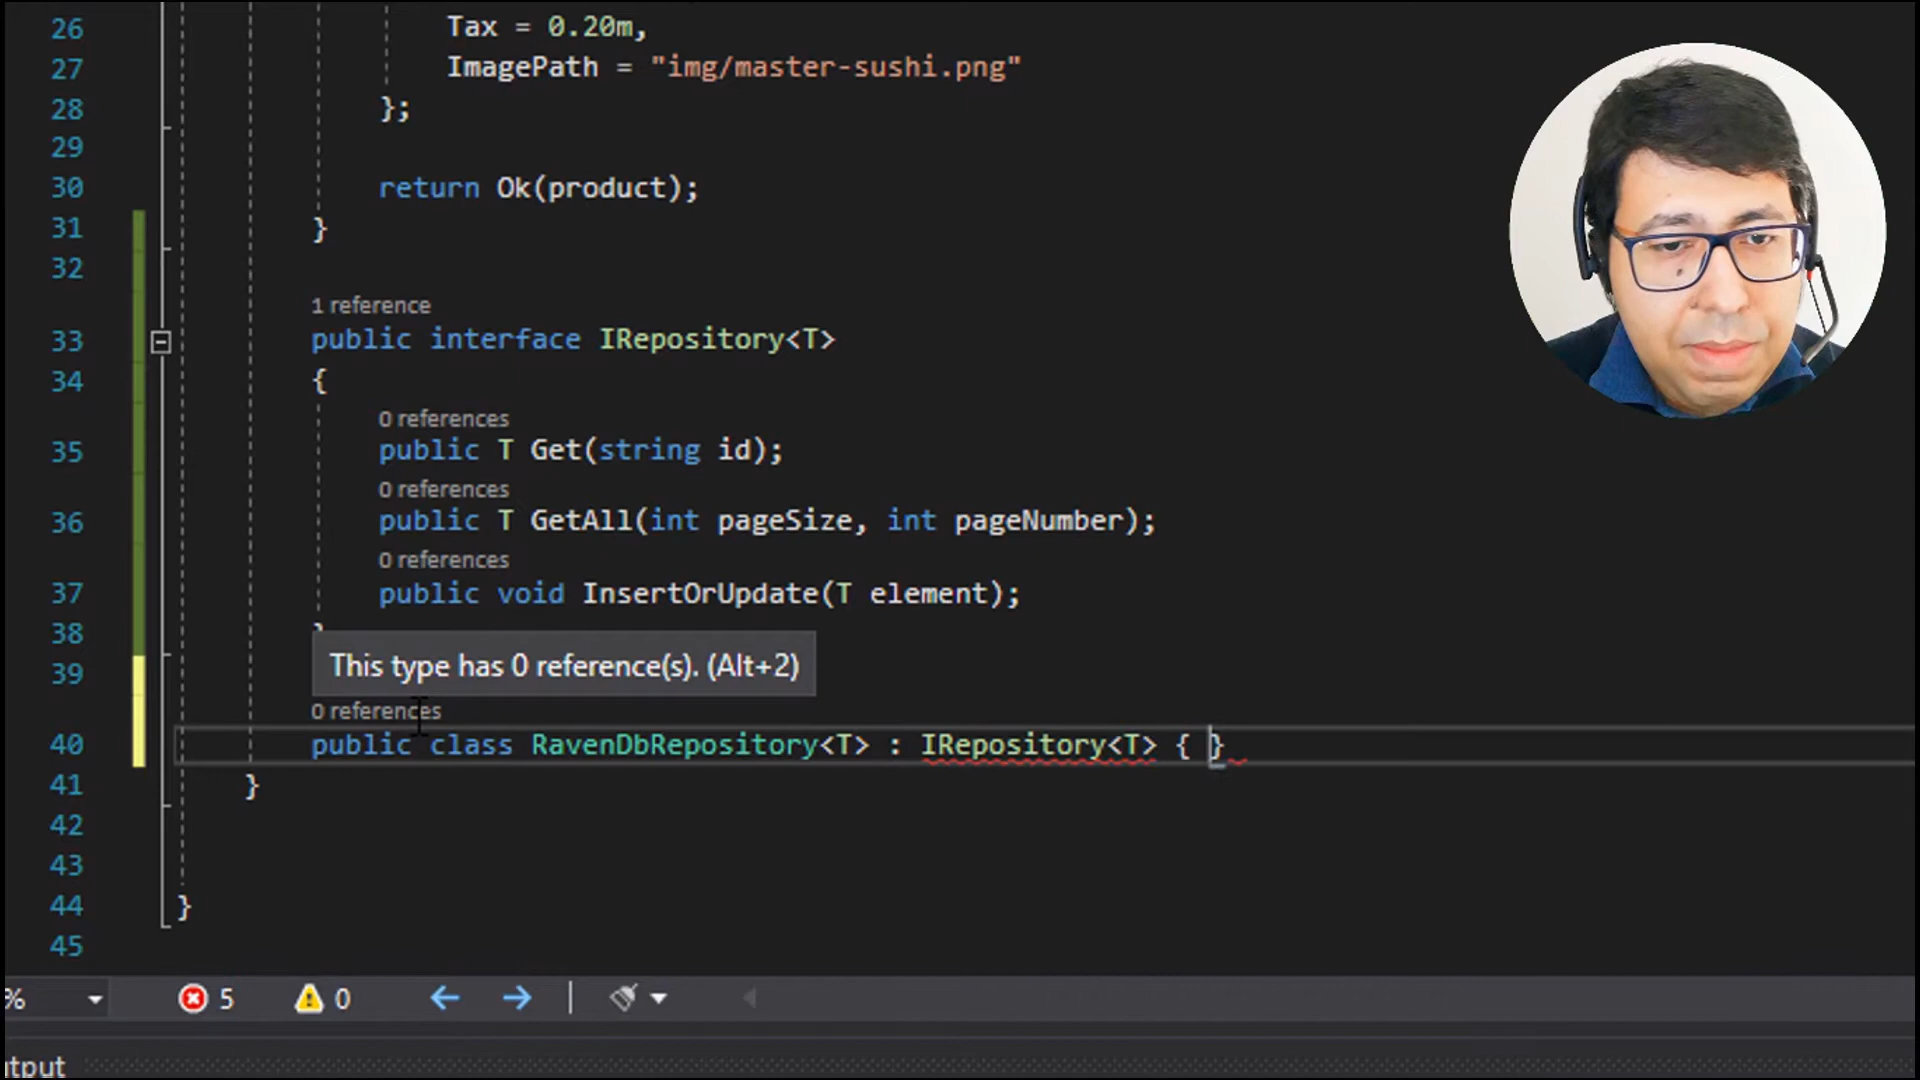 26 Tax = 0.20m,
27 ImagePath = "img/master-sushi.png"
28 };
29
30 return Ok(product);
31 }
32
1 reference
33 public interface IRepository<T>
34 {
0 references
35 public T Get(string id);
0 references
36 public T GetAll(int pageSize, int pageNumber);
0 references
37 public void InsertOrUpdate(T element);
38 }
This type has 0 reference(s). (Alt+2)
39
0 references
40 public class RavenDbRepository<T> : IRepository<T> { }
41 }
42
43
44 }
45
% 5 0